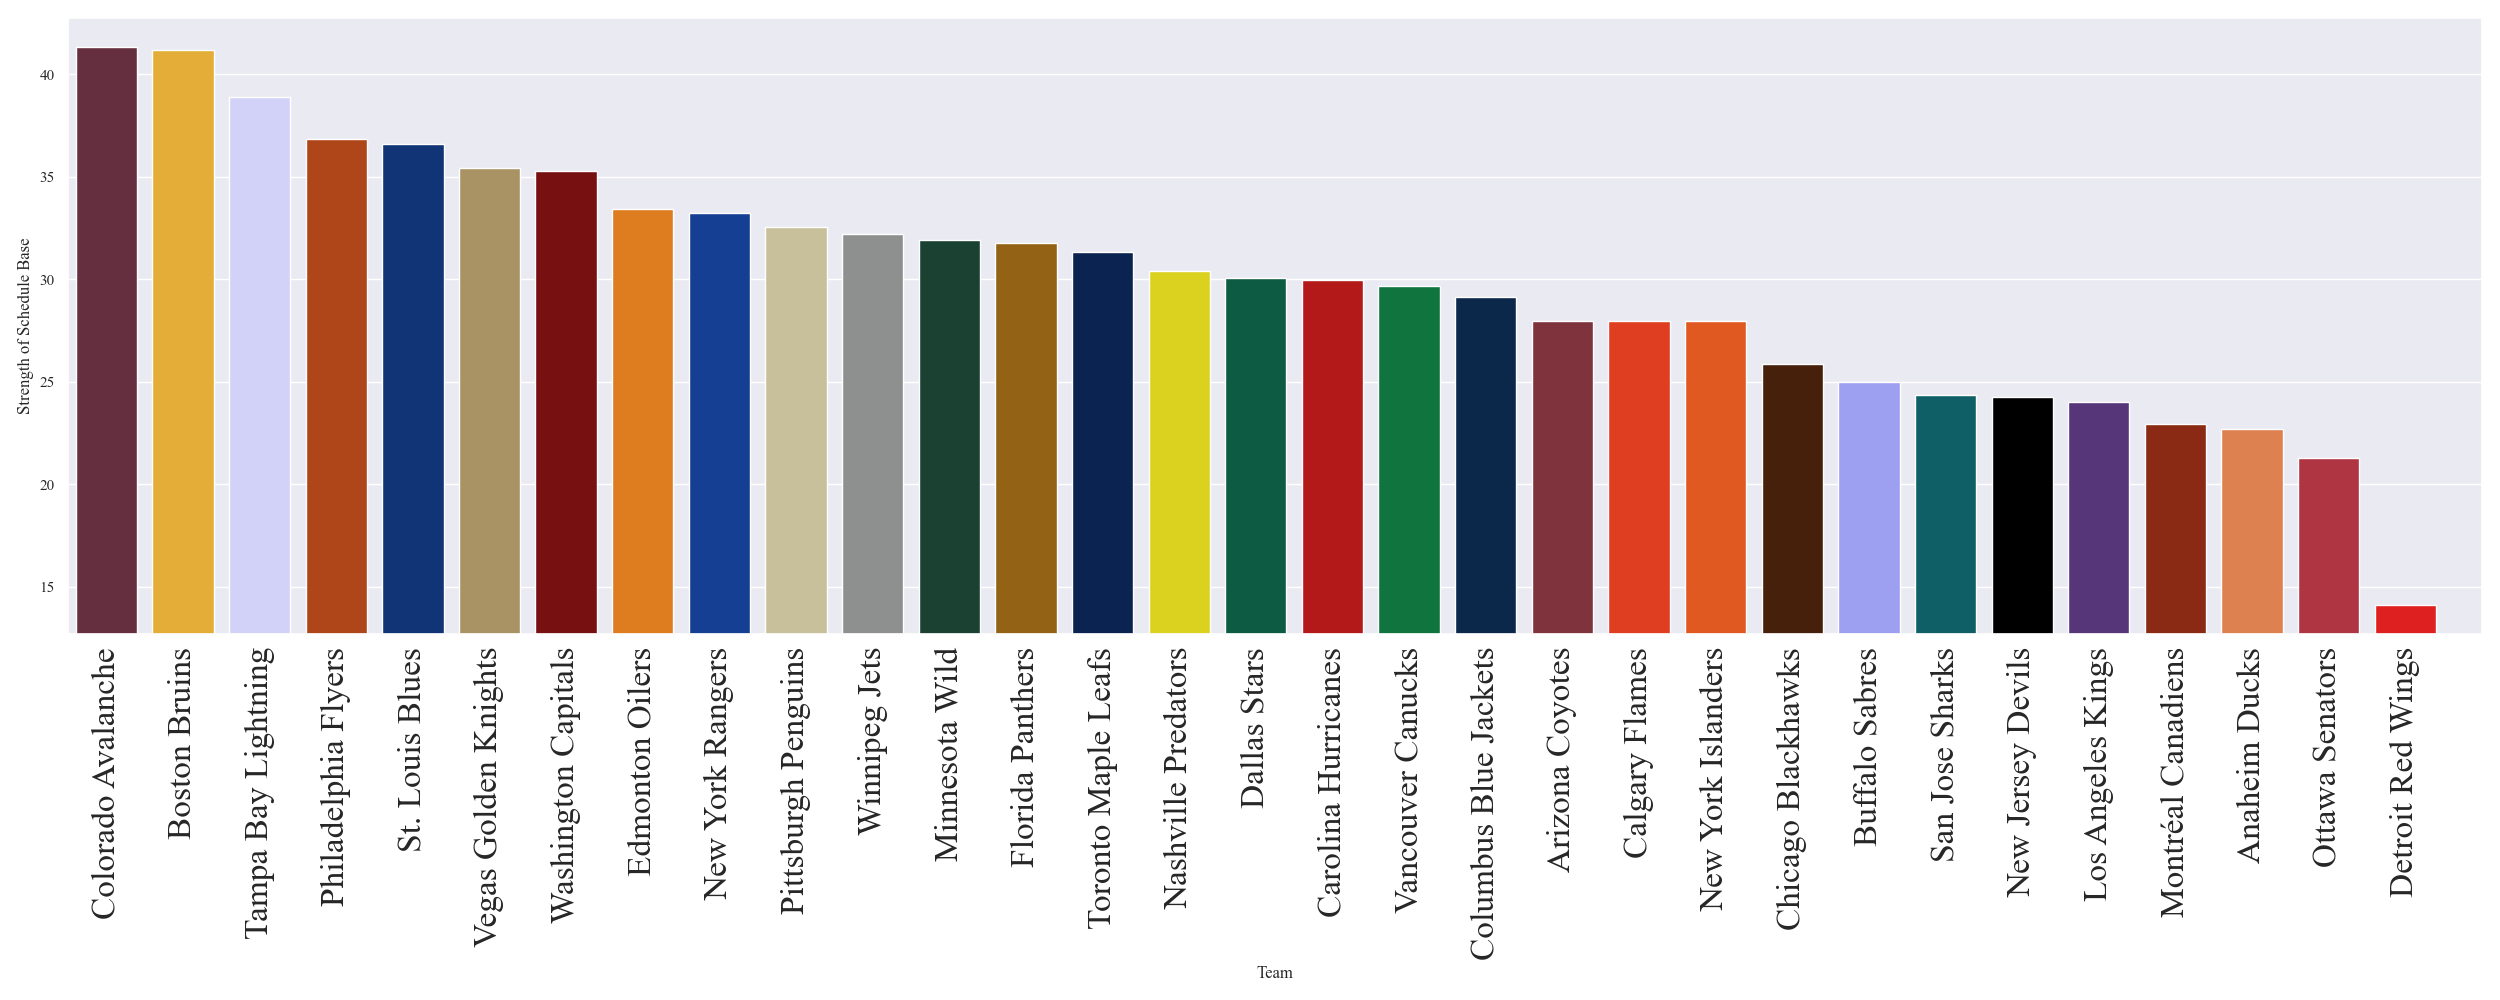 40
35
30
25
20
15
Strength of Schedule Base
Colorado Avalanche
Boston Bruins
Tampa Bay Lightning
Philadelphia Flyers
St. Louis Blues
Vegas Golden Knights
Washington Capitals
Edmonton Oilers
New York Rangers
Pittsburgh Penguins
Winnipeg Jets
Minnesota Wild
Florida Panthers
Toronto Maple Leafs
Nashville Predators
Dallas Stars
Carolina Hurricanes
Vancouver Canucks
Columbus Blue Jackets
Arizona Coyotes
Calgary Flames
New York Islanders
Chicago Blackhawks
Buffalo Sabres
San Jose Sharks
New Jersey Devils
Los Angeles Kings
Montréal Canadiens
Anaheim Ducks
Ottawa Senators
Detroit Red Wings
Team